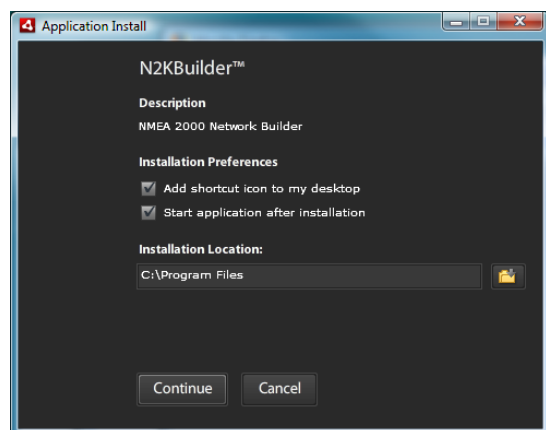 Application Install
N2KBuilder™
Description
NMEA 2000 Network Builder
Installation Preferences
Add shortcut icon to my desktop
Start application after installation
Installation Location:
C:\Program Files
Continue Cancel